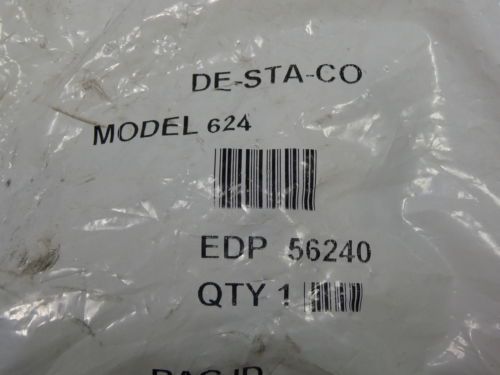 DE-STA-CO
MODEL 624
EDP 56240
QTY 1